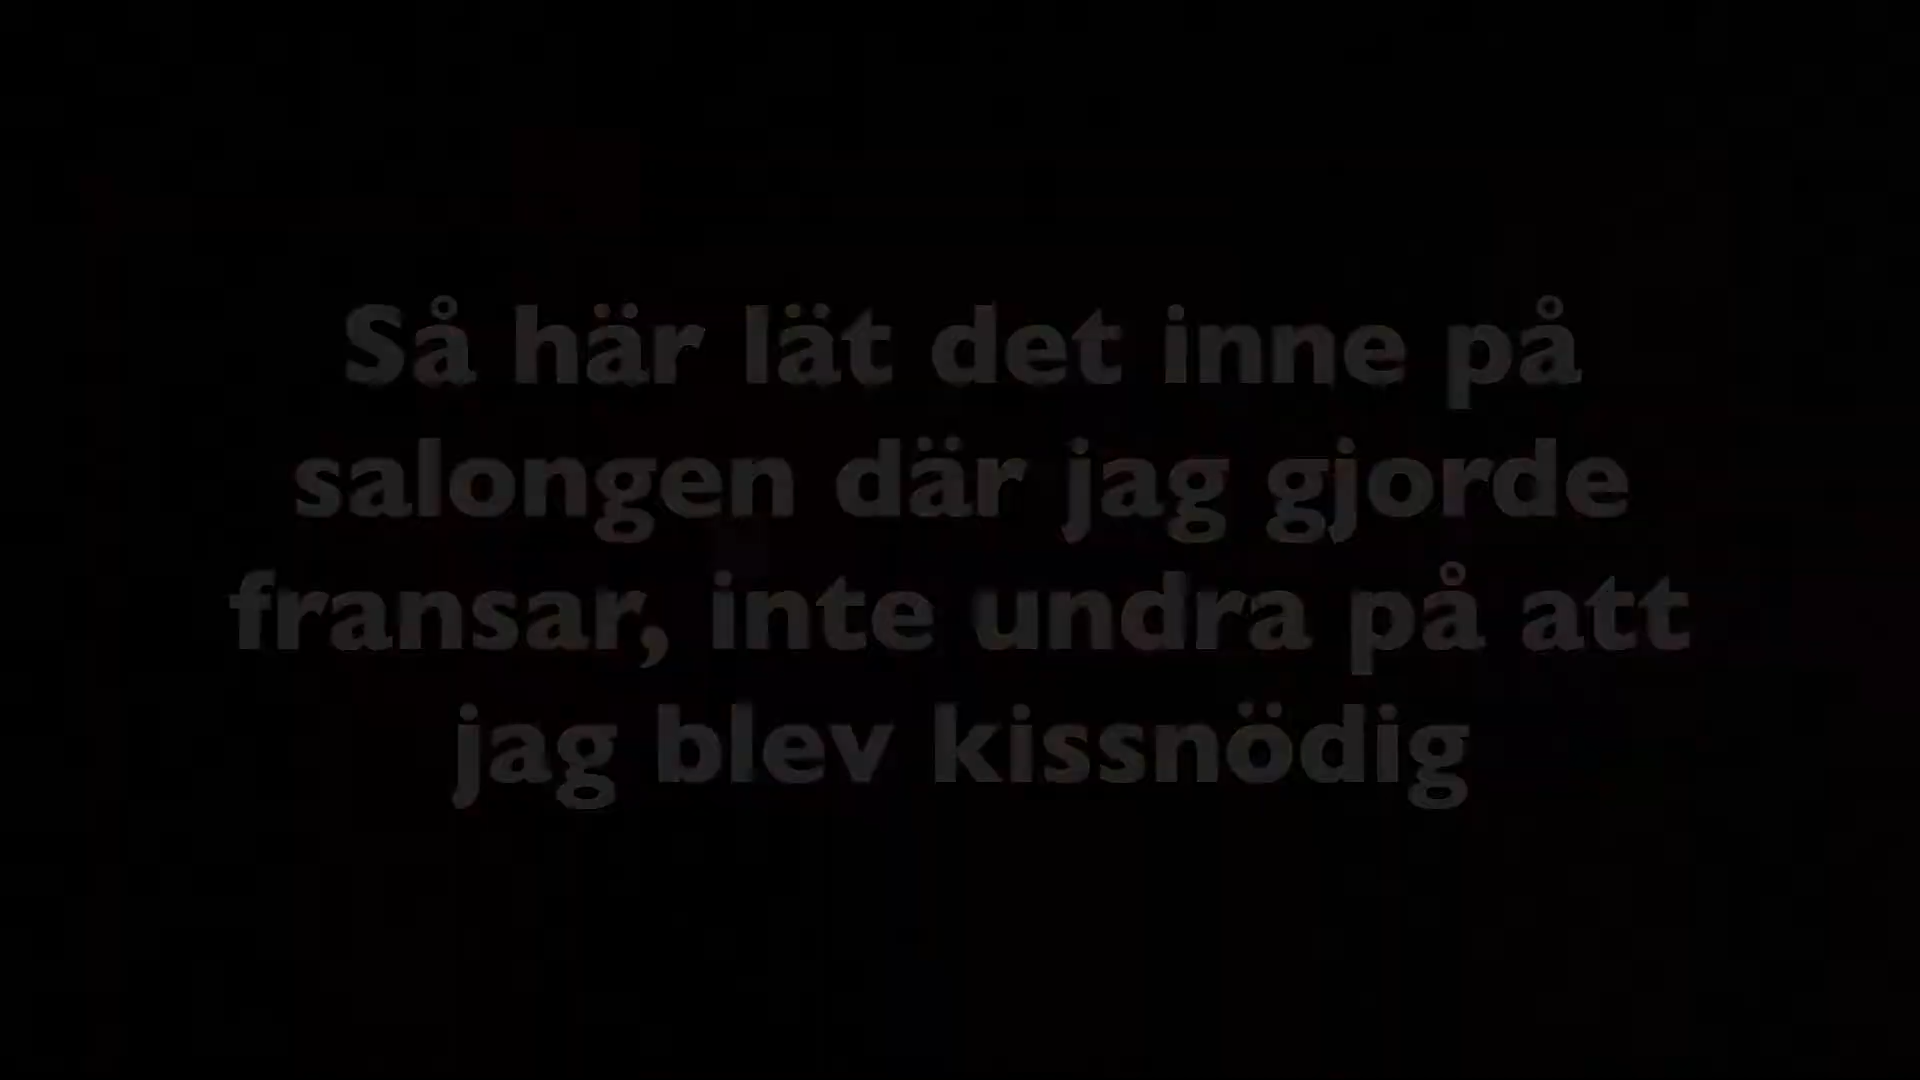 Så här lät det inne på
salongen där jag gjorde
fransar, inte undra på att
jag blev kissnödig